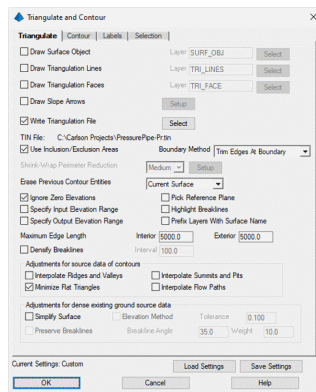 Triangulate and Contour
Triangulate Contour Labels Selection
Draw Surface Object Layer SURF_OBJ Select
Draw Triangulation Lines Layer TRI_LINES Select
Draw Triangulation Faces Layer TRI_FACE Select
Draw Slope Arrows Setup
Write Triangulation File Select
TIN File: C:\Carlson Projects\PressurePipe-Pr.tin
Use Inclusion/Exclusion Areas Boundary Method Trim Edges At Boundary
Shrink-Wrap Perimeter Reduction Medium Setup
Erase Previous Contour Entities Current Surface
Ignore Zero Elevations Pick Reference Plane
Specify Input Elevation Range Highlight Breaklines
Specify Output Elevation Range Prefix Layers With Surface Name
Maximum Edge Length Interior 5000.0 Exterior 5000.0
Densify Breaklines Interval 100.0
Adjustments for source data of contours
Interpolate Ridges and Valleys Interpolate Summits and Pits
Minimize Flat Triangles Interpolate Flow Paths
Adjustments for dense existing ground source data
Simplify Surface Elevation Method Tolerance 0.100
Preserve Breaklines Breakline Angle 35.0 Weight 10.0
Current Settings: Custom Load Settings Save Settings
OK Cancel Help